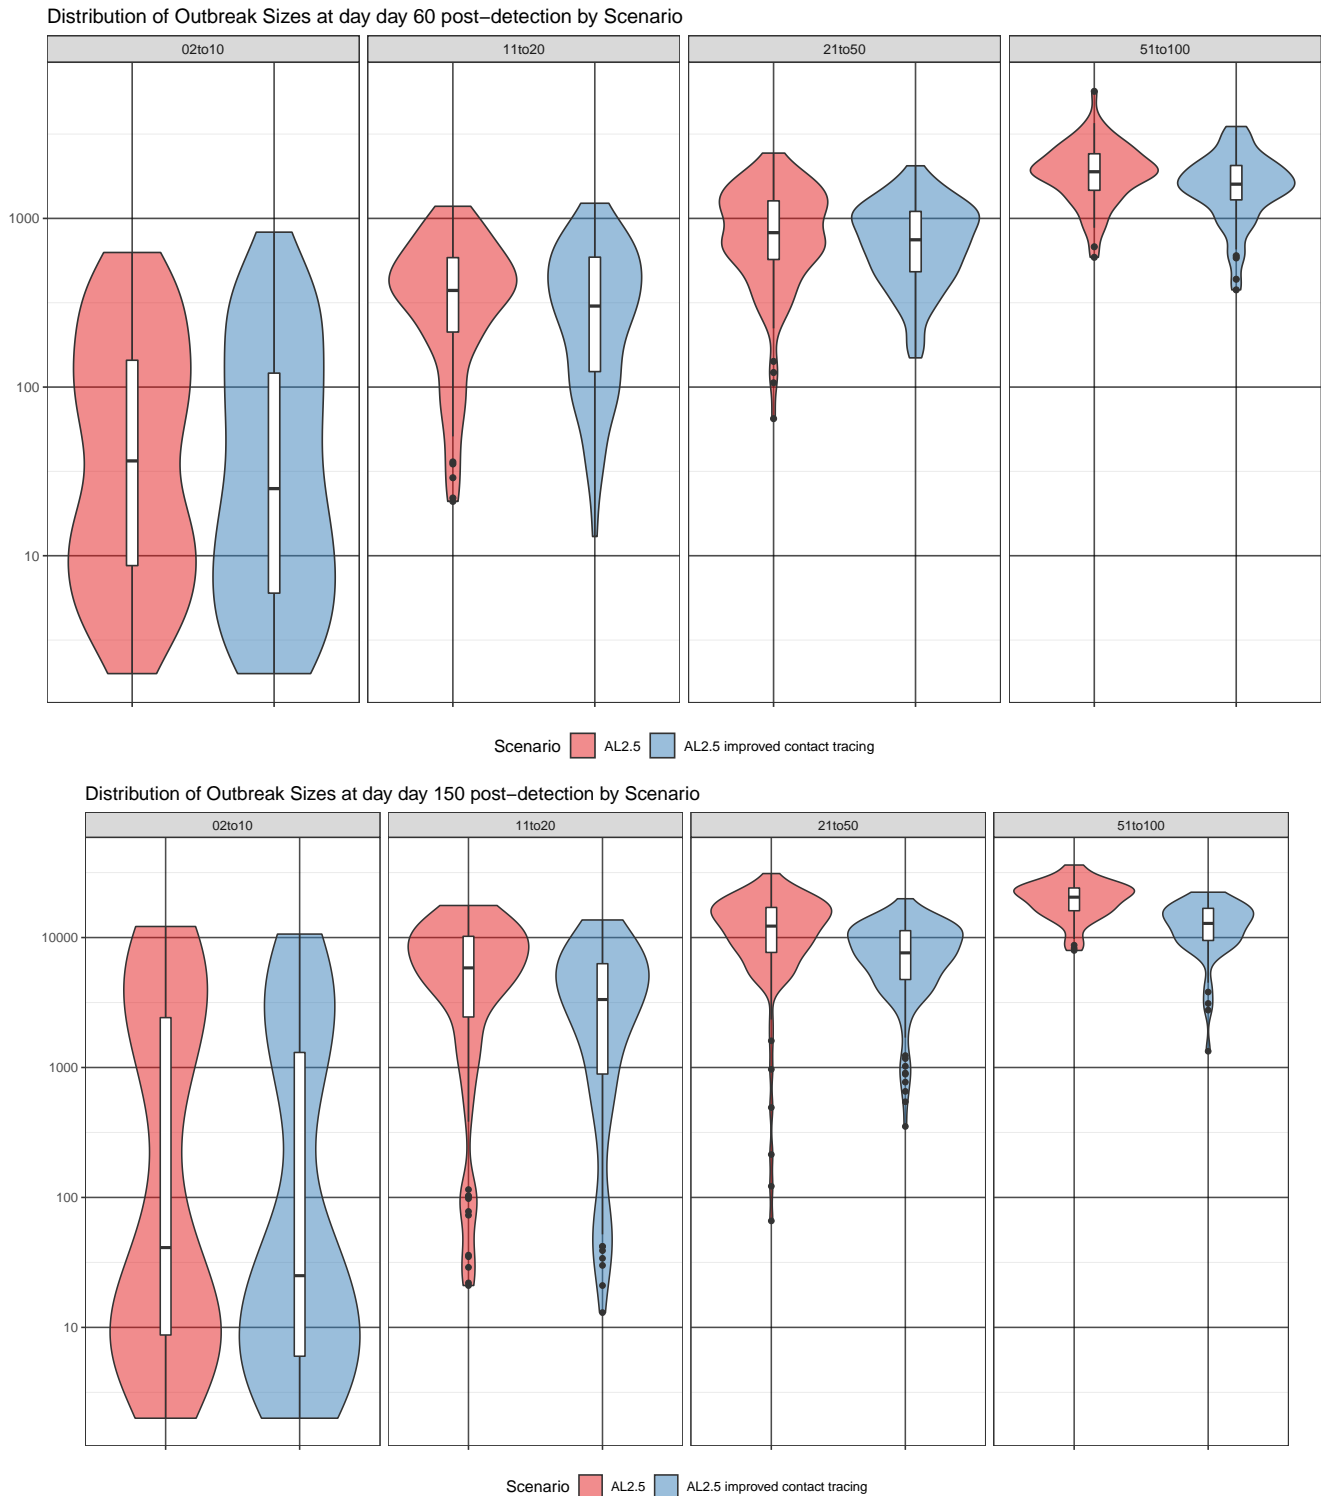 Distribution of Outbreak Sizes at day day 60 post−detection by Scenario
02to10 11to20 21to50 51to100
1000
100
10
Scenario AL2.5 AL2.5 improved contact tracing
Distribution of Outbreak Sizes at day day 150 post−detection by Scenario
02to10 11to20 21to50 51to100
10000
1000
100
10
Scenario AL2.5 AL2.5 improved contact tracing